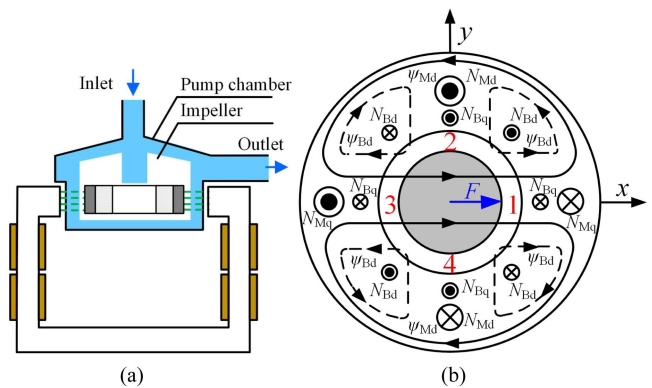 Inlet
Pump chamber
Impeller
Outlet
(a)
y
ψMd
NMd
NBd
NBq
NBd
ψBd
ψBd
2
x
NMq
NBq
3
F
1
NBq
NMq
ψBd
ψBd
4
NBd
NBq
NBd
ψMd
NMd
(b)